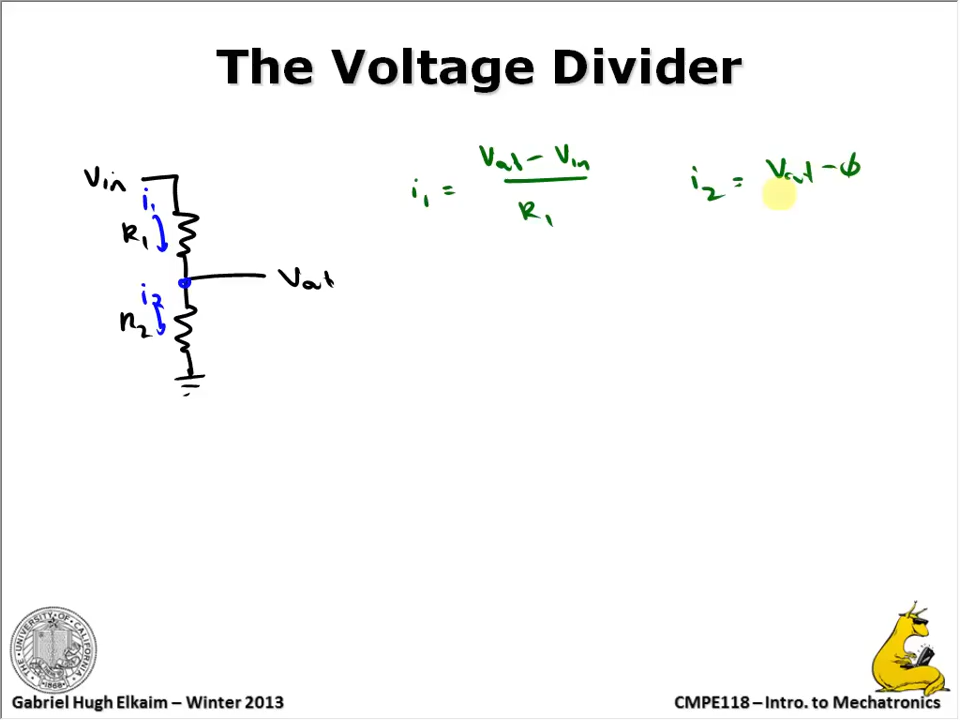 The Voltage Divider
Vin
i1
R1
Vout
i2
R2
i1 = Vout - Vin
R1
i2 = Vout - φ
Gabriel Hugh Elkaim – Winter 2013
CMPE118 – Intro. to Mechatronics